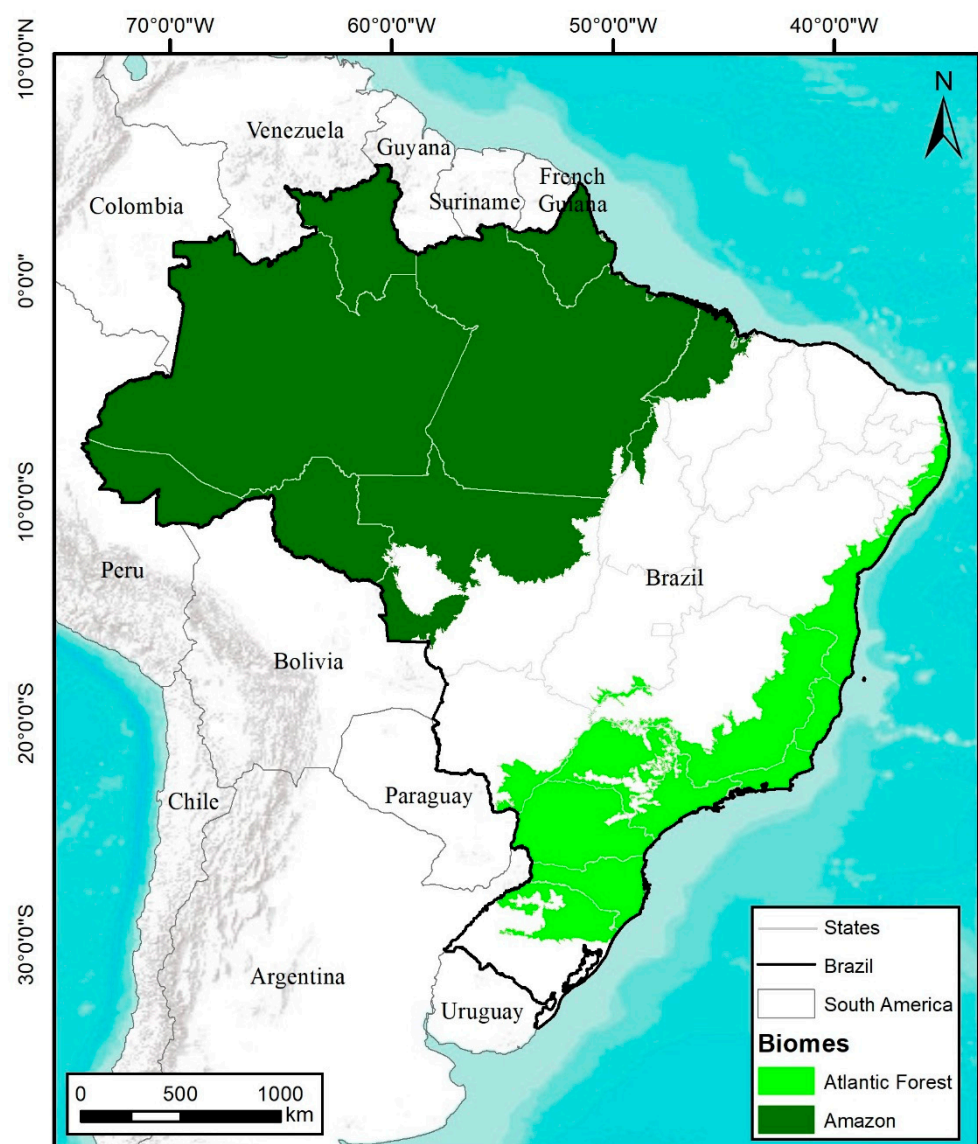 70°0'0"W 60°0'0"W 50°0'0"W 40°0'0"W
10°0'0"N
0°0'0"
10°0'0"S
20°0'0"S
30°0'0"S
N
Venezuela
Guyana
French
Guiana
Suriname
Colombia
Peru
Brazil
Bolivia
Paraguay
Chile
Argentina
Uruguay
States
Brazil
South America
Biomes
Atlantic Forest
Amazon
0 500 1000
km